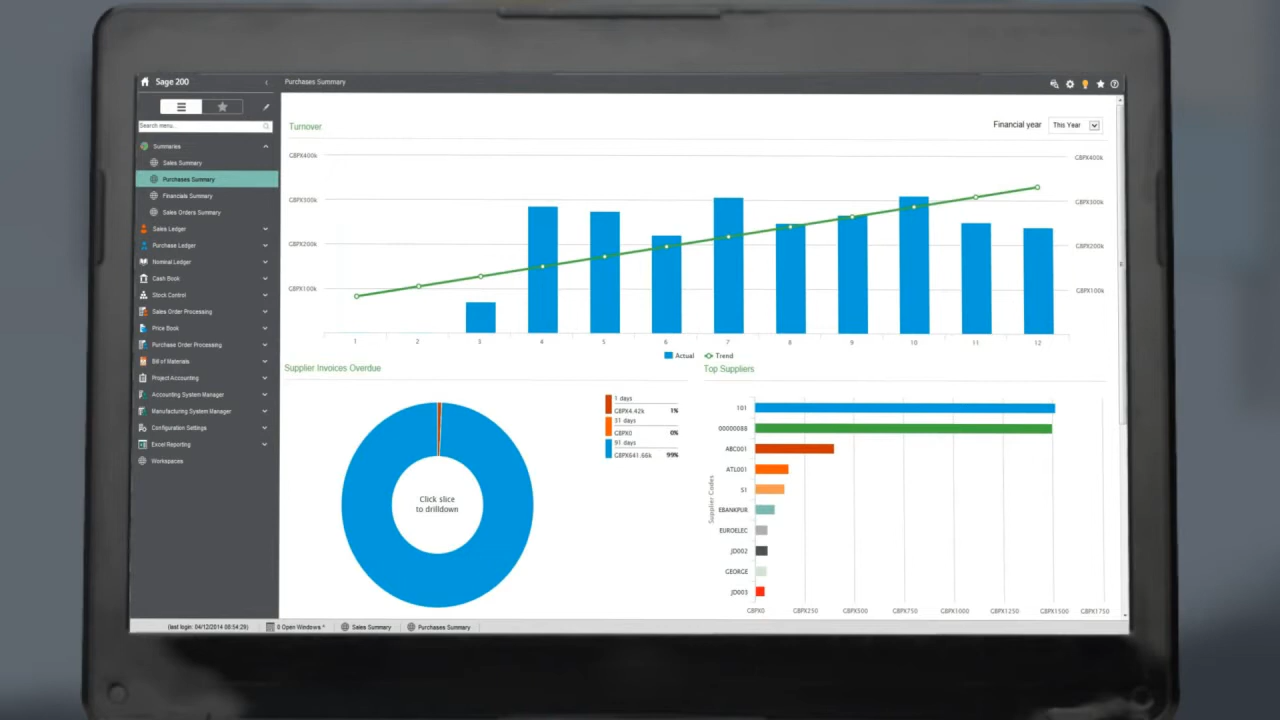 Sage 200
Purchases Summary
Search menu...
Summaries
Sales Summary
Purchases Summary
Financials Summary
Sales Orders Summary
Sales Ledger
Purchase Ledger
Nominal Ledger
Cash Book
Stock Control
Sales Order Processing
Price Book
Purchase Order Processing
Bill of Materials
Project Accounting
Accounting System Manager
Manufacturing System Manager
Configuration Settings
Excel Reporting
Workspaces
Turnover
Financial year This Year
GBPX400k GBPX400k
GBPX300k GBPX300k
GBPX200k GBPX200k
GBPX100k GBPX100k
1 2 3 4 5 6 7 8 9 10 11 12
Actual Trend
Supplier Invoices Overdue
1 days
GBPX4.42k 1%
31 days
GBPX0 0%
91 days
GBPX641.66k 99%
Click slice
to drilldown
Top Suppliers
Supplier Codes
101
00000088
ABC001
ATL001
S1
EBANKPUR
EUROELEC
JD002
GEORGE
JD003
GBPX0 GBPX250 GBPX500 GBPX750 GBPX1000 GBPX1250 GBPX1500 GBPX1750
(last login: 04/12/2014 08:54:29) 0 Open Windows Sales Summary Purchases Summary